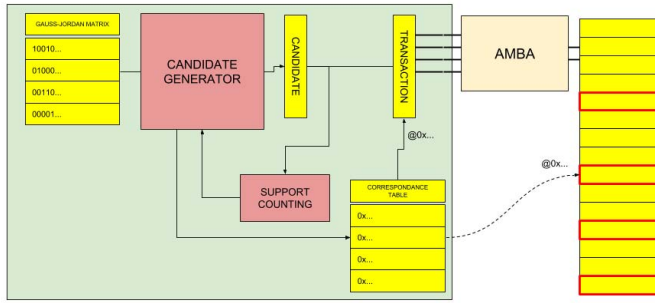 GAUSS-JORDAN MATRIX
10010...
01000...
00110...
00001...
CANDIDATE
GENERATOR
CANDIDATE
TRANSACTION
AMBA
@0x...
@0x...
SUPPORT
COUNTING
CORRESPONDANCE
TABLE
0x...
0x...
0x...
0x...